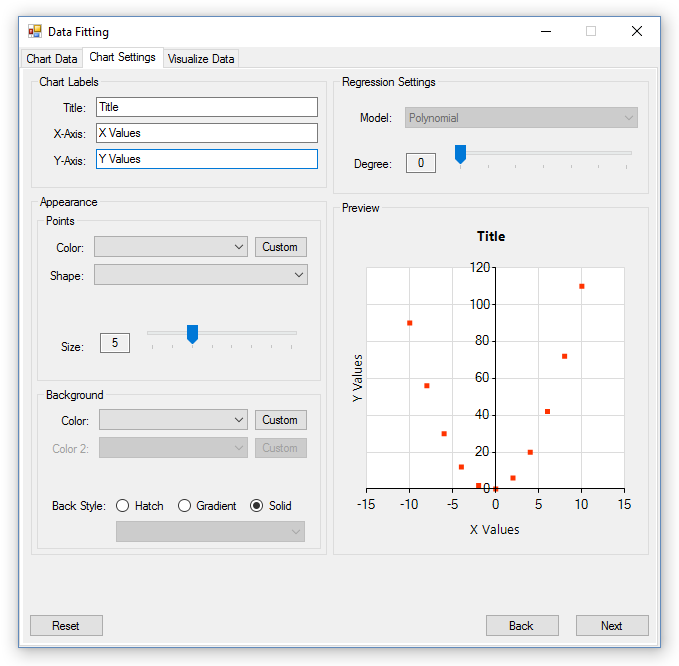 Data Fitting
Chart Data Chart Settings Visualize Data
Chart Labels
Title: Title
X-Axis: X Values
Y-Axis: Y Values
Appearance
Points
Color: Custom
Shape:
Size: 5
Background
Color: Custom
Color 2: Custom
Back Style: Hatch Gradient Solid
Regression Settings
Model: Polynomial
Degree: 0
Preview
Title
120
100
80
60
40
20
0
Y Values
-15 -10 -5 0 5 10 15
X Values
Reset Back Next